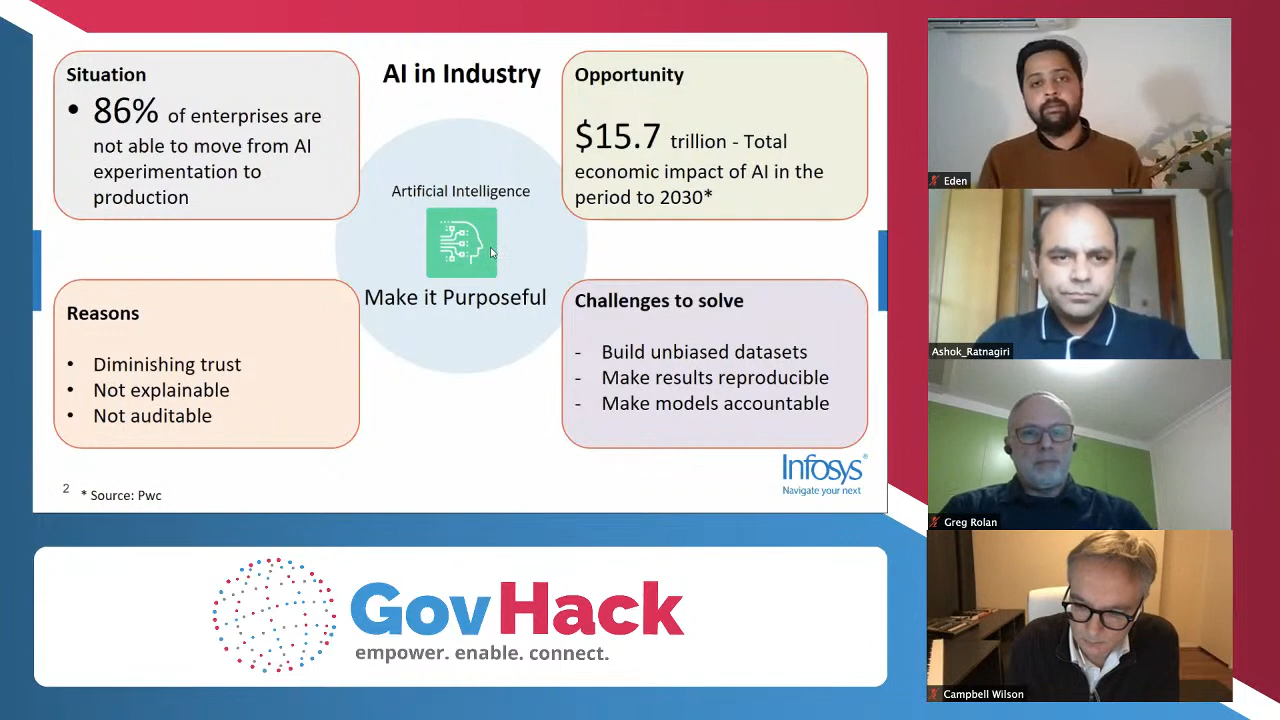 AI in Industry
Situation
• 86% of enterprises are
not able to move from AI
experimentation to
production
Opportunity
$15.7 trillion - Total
economic impact of AI in the
period to 2030*
Artificial Intelligence
Make it Purposeful
Reasons
• Diminishing trust
• Not explainable
• Not auditable
Challenges to solve
- Build unbiased datasets
- Make results reproducible
- Make models accountable
2
* Source: Pwc
Infosys®
Navigate your next
GovHack
empower. enable. connect.
Eden
Ashok_Ratnagiri
Greg Rolan
Campbell Wilson